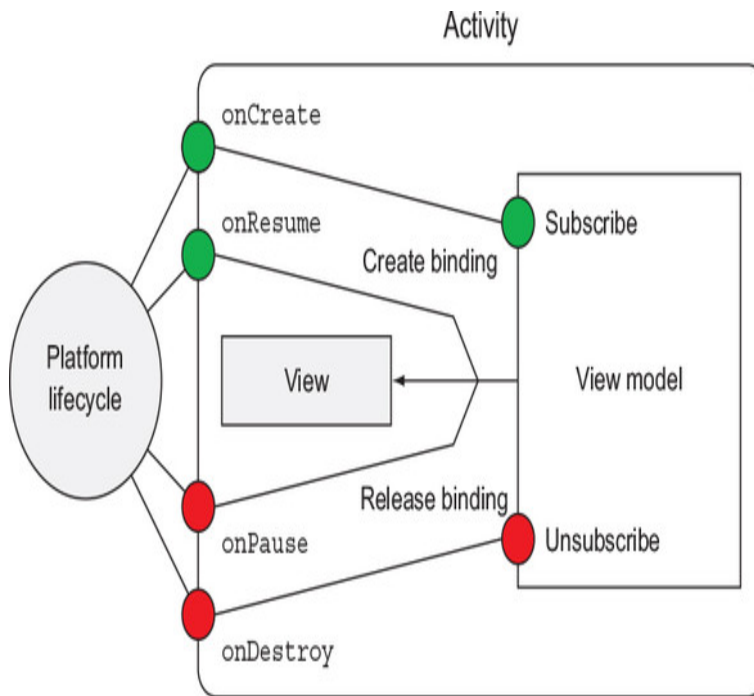 Activity
onCreate
onResume
Subscribe
Create binding
Platform
lifecycle
View
View model
Release binding
onPause
Unsubscribe
onDestroy